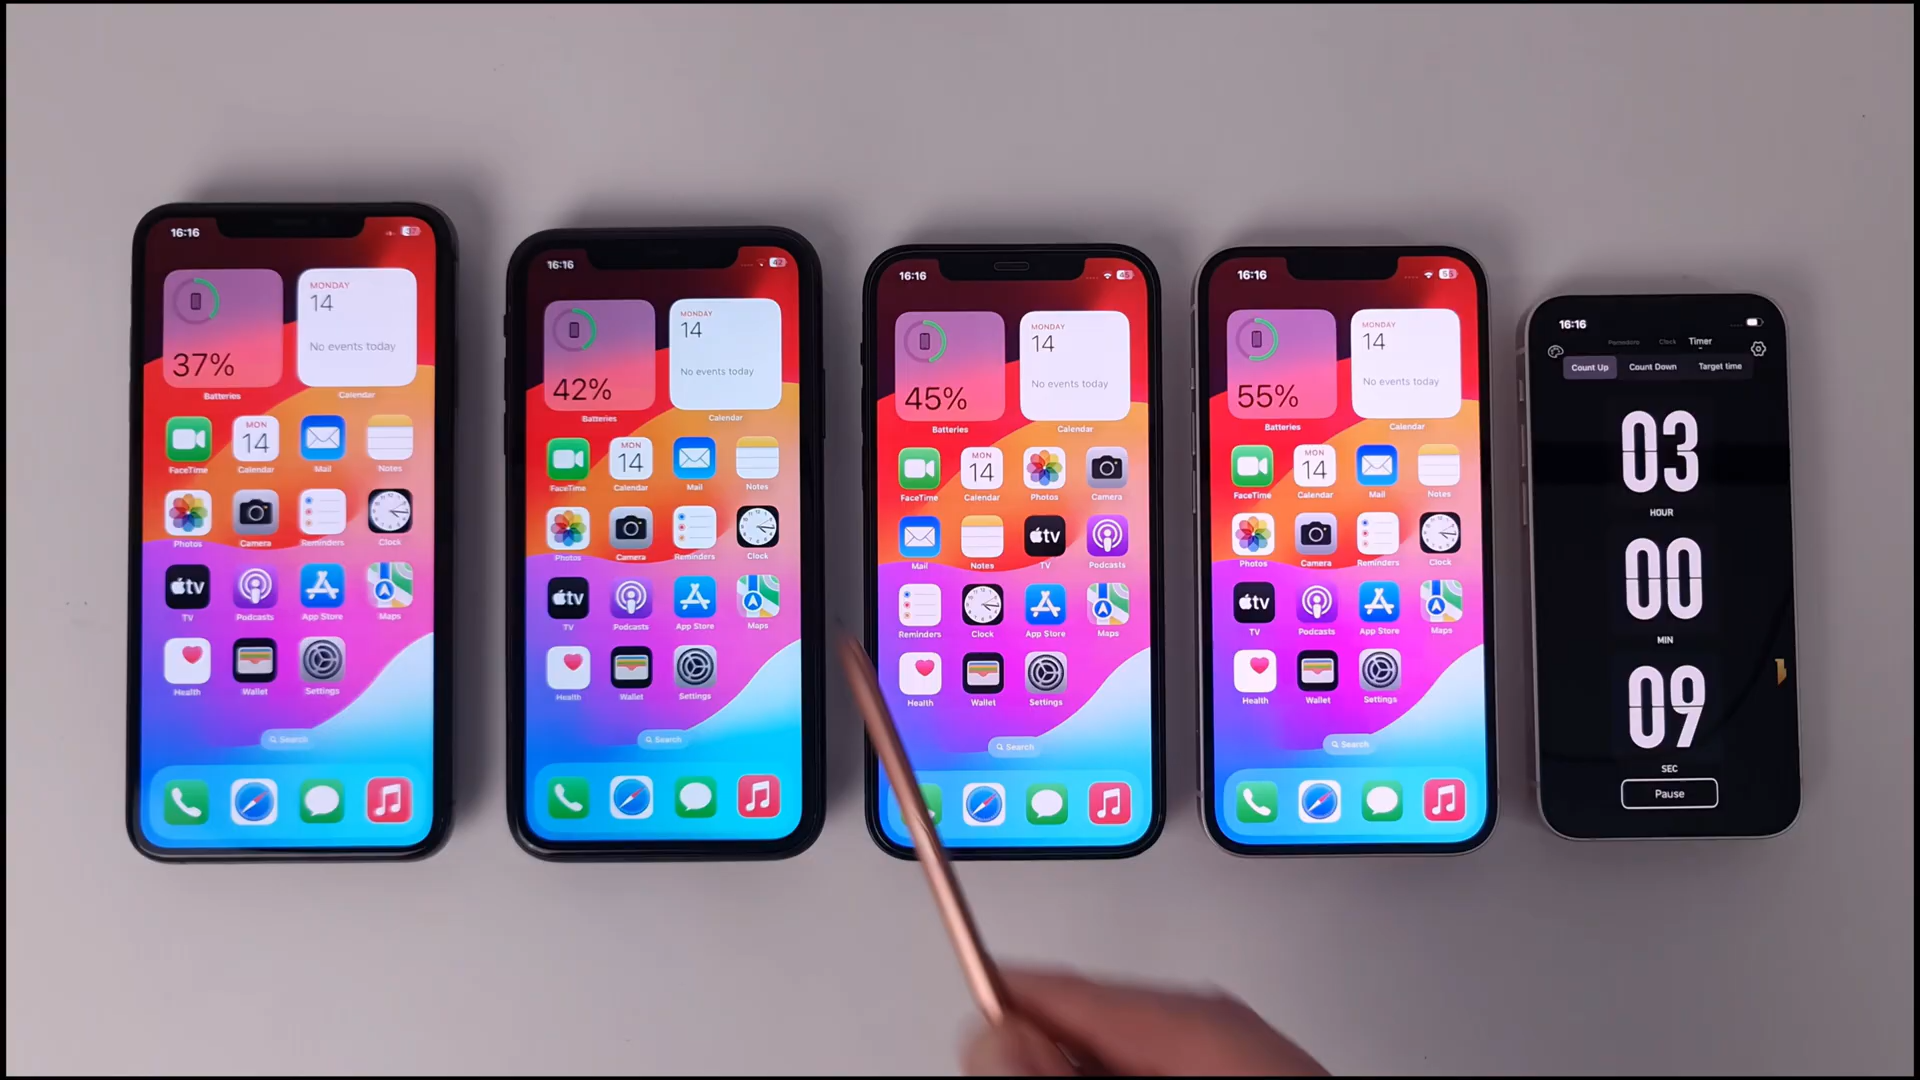 16:16
37
37%
Batteries
MONDAY
14
No events today
Calendar
FaceTime
MON
14
Calendar
Mail
Notes
Photos
Camera
Reminders
Clock
tv
TV
Podcasts
App Store
Maps
Health
Wallet
Settings
Search
16:16
42
42%
Batteries
MONDAY
14
No events today
Calendar
FaceTime
MON
14
Calendar
Mail
Notes
Photos
Camera
Reminders
Clock
tv
TV
Podcasts
App Store
Maps
Health
Wallet
Settings
Search
16:16
45
45%
Batteries
MONDAY
14
No events today
Calendar
FaceTime
MON
14
Calendar
Photos
Camera
Mail
Notes
tv
TV
Podcasts
Reminders
Clock
App Store
Maps
Health
Wallet
Settings
Search
16:16
55
55%
Batteries
MONDAY
14
No events today
Calendar
FaceTime
MON
14
Calendar
Mail
Notes
Photos
Camera
Reminders
Clock
tv
TV
Podcasts
App Store
Maps
Health
Wallet
Settings
Search
16:16
Pomodoro Clock Timer
Count Up Count Down Target time
03
HOUR
00
MIN
09
SEC
Pause